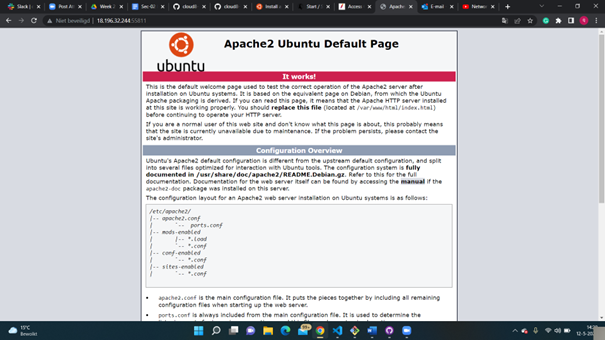 Slack |
Post Att
Week 2
Sec GD
cloud8
cloud8
Install a
Start / 2
Access
Apache
E-mail
Network
Niet beveiligd | 18.196.32.244:55811
ubuntu
Apache2 Ubuntu Default Page
It works!
This is the default welcome page used to test the correct operation of the Apache2 server after
installation on Ubuntu systems. It is based on the equivalent page on Debian, from which the Ubuntu
Apache packaging is derived. If you can read this page, it means that the Apache HTTP server installed
at this site is working properly. You should replace this file (located at /var/www/html/index.html)
before continuing to operate your HTTP server.
If you are a normal user of this web site and don't know what this page is about, this probably means
that the site is currently unavailable due to maintenance. If the problem persists, please contact the
site's administrator.
Configuration Overview
Ubuntu's Apache2 default configuration is different from the upstream default configuration, and split
into several files optimized for interaction with Ubuntu tools. The configuration system is fully
documented in /usr/share/doc/apache2/README.Debian.gz. Refer to this for the full
documentation. Documentation for the web server itself can be found by accessing the manual if the
apache2-doc package was installed on this server.
The configuration layout for an Apache2 web server installation on Ubuntu systems is as follows:
/etc/apache2/
|-- apache2.conf
| `-- ports.conf
|-- mods-enabled
| |-- *.load
| `-- *.conf
|-- conf-enabled
| `-- *.conf
|-- sites-enabled
| `-- *.conf
• apache2.conf is the main configuration file. It puts the pieces together by including all remaining
configuration files when starting up the web server.
• ports.conf is always included from the main configuration file. It is used to determine the
15°C
Bewolkt
12-5-20